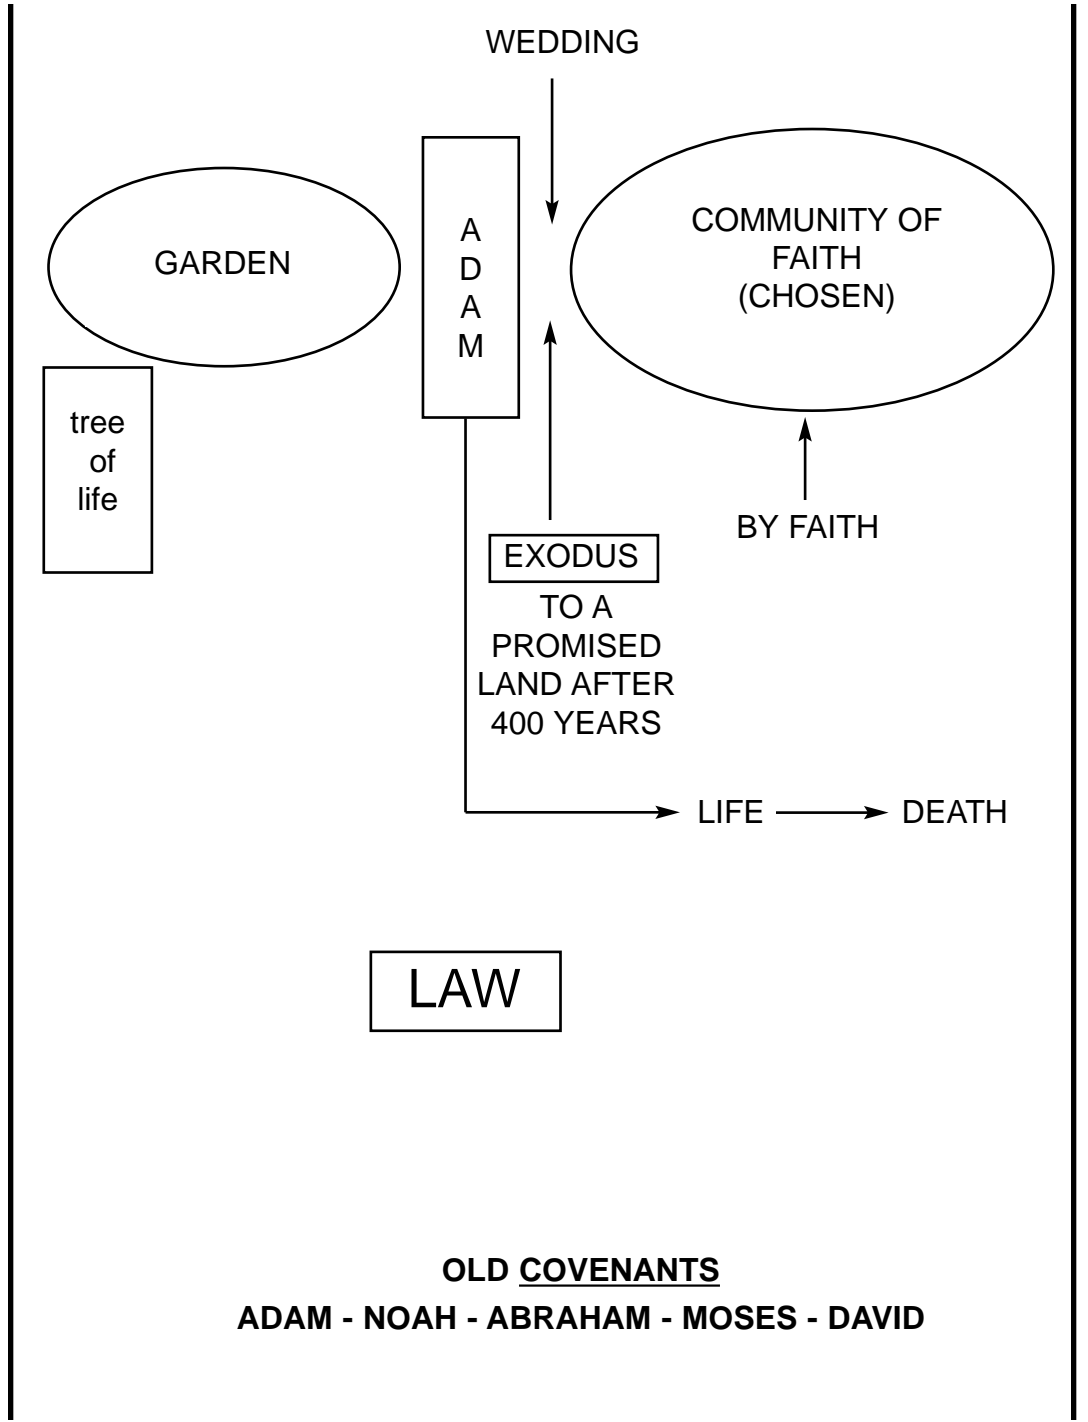 WEDDING
GARDEN
A
D
A
M
COMMUNITY OF
FAITH
(CHOSEN)
tree
of
life
BY FAITH
EXODUS
TO A
PROMISED
LAND AFTER
400 YEARS
LIFE
DEATH
LAW
OLD COVENANTS
ADAM - NOAH - ABRAHAM - MOSES - DAVID